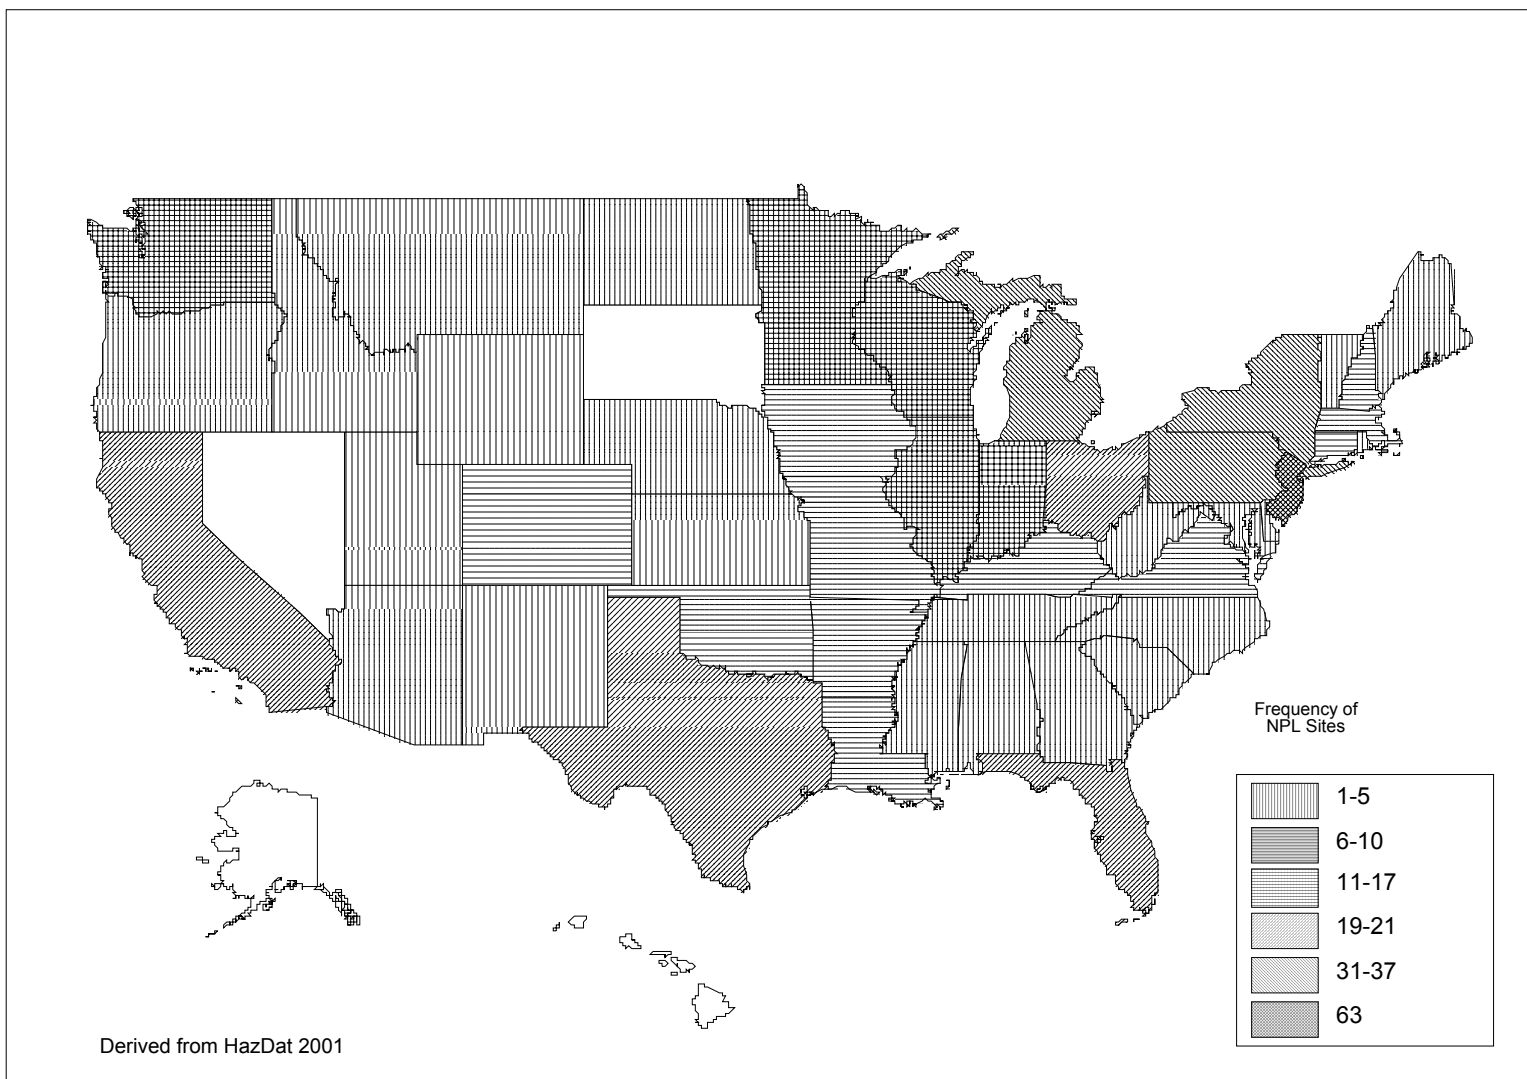 Frequency of
NPL Sites
1-5
6-10
11-17
19-21
31-37
63
Derived from HazDat 2001